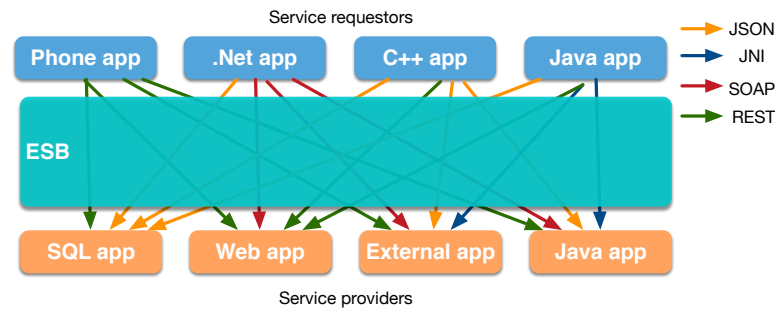 Service requestors
Phone app
.Net app
C++ app
Java app
JSON
JNI
SOAP
REST
ESB
SQL app
Web app
External app
Java app
Service providers